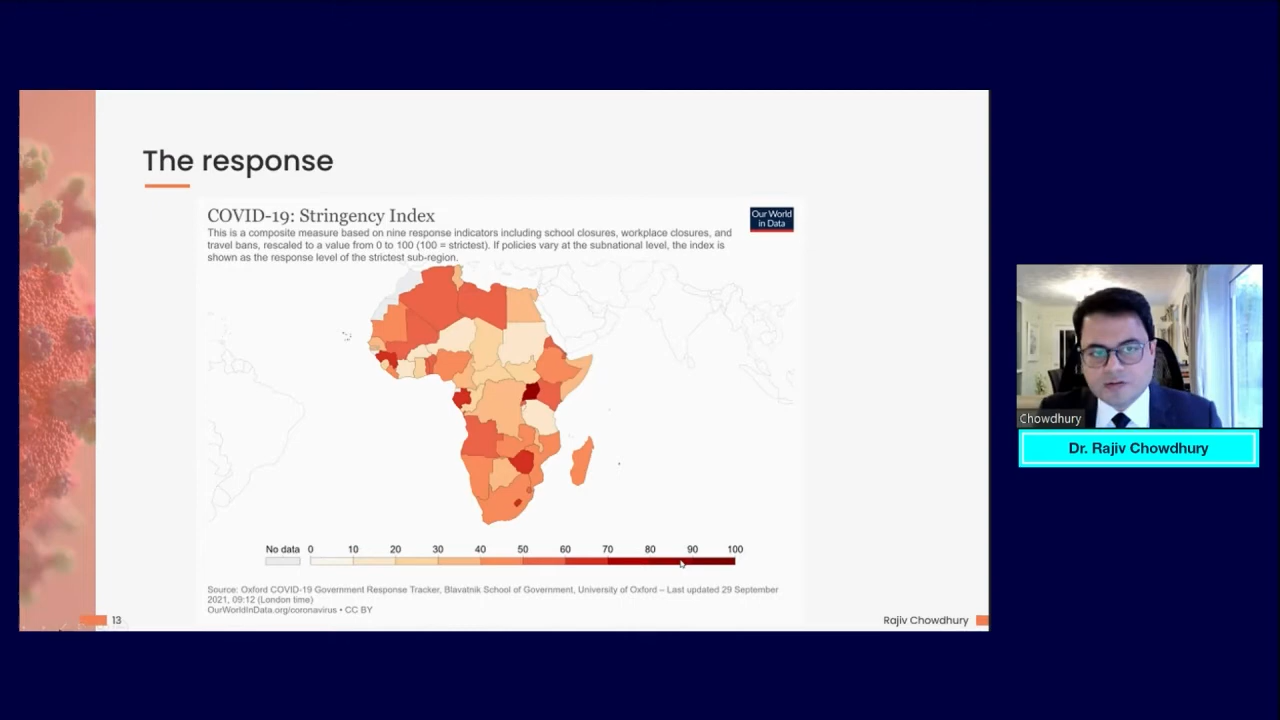 The response
COVID-19: Stringency Index
Our World
in Data
This is a composite measure based on nine response indicators including school closures, workplace closures, and
travel bans, rescaled to a value from 0 to 100 (100 = strictest). If policies vary at the subnational level, the index is
shown as the response level of the strictest sub-region.
No data 0 10 20 30 40 50 60 70 80 90 100
Source: Oxford COVID-19 Government Response Tracker, Blavatnik School of Government, University of Oxford – Last updated 29 September
2021, 09:12 (London time)
OurWorldInData.org/coronavirus • CC BY
13
Rajiv Chowdhury
Chowdhury
Dr. Rajiv Chowdhury